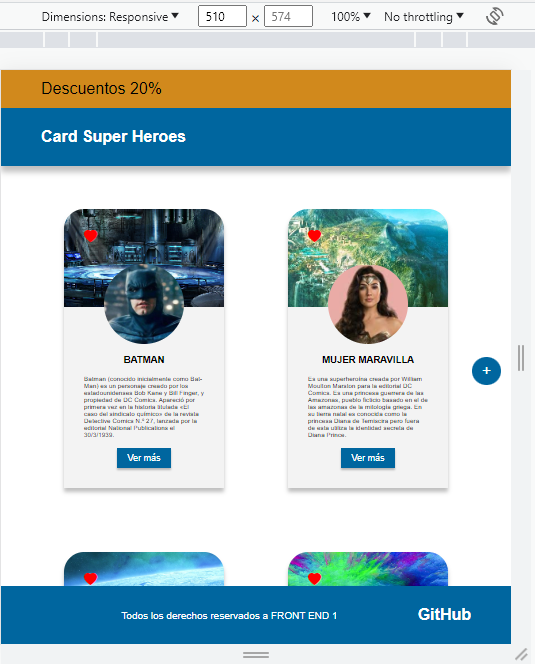 Dimensions: Responsive ▼ 510 × 574 100% ▼ No throttling ▼
Descuentos 20%
Card Super Heroes
BATMAN
Batman (conocido inicialmente como Bat-
Man) es un personaje creado por los
estadounidenses Bob Kane y Bill Finger, y
propiedad de DC Comics. Apareció por
primera vez en la historia titulada «El
caso del sindicato químico» de la revista
Detective Comics N.º 27, lanzada por la
editorial National Publications el
30/3/1939.
Ver más
MUJER MARAVILLA
Es una superheroína creada por William
Moulton Marston para la editorial DC
Comics. Es una princesa guerrera de las
Amazonas, pueblo ficticio basado en el de
las amazonas de la mitología griega. En
su tierra natal es conocida como la
princesa Diana de Temiscira pero fuera
de esta utiliza la identidad secreta de
Diana Prince.
Ver más
+
Todos los derechos reservados a FRONT END 1
GitHub